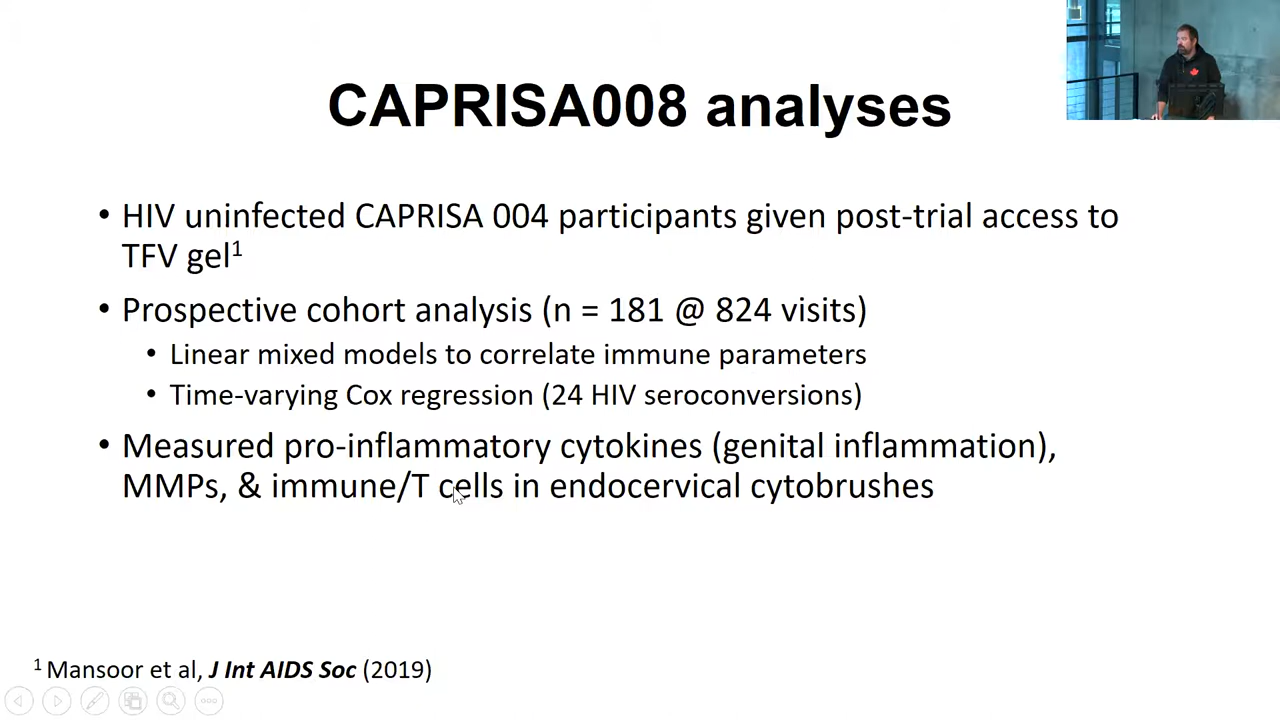 CAPRISA008 analyses
• HIV uninfected CAPRISA 004 participants given post-trial access to
TFV gel¹
• Prospective cohort analysis (n = 181 @ 824 visits)
• Linear mixed models to correlate immune parameters
• Time-varying Cox regression (24 HIV seroconversions)
• Measured pro-inflammatory cytokines (genital inflammation),
MMPs, & immune/T cells in endocervical cytobrushes
¹ Mansoor et al, J Int AIDS Soc (2019)